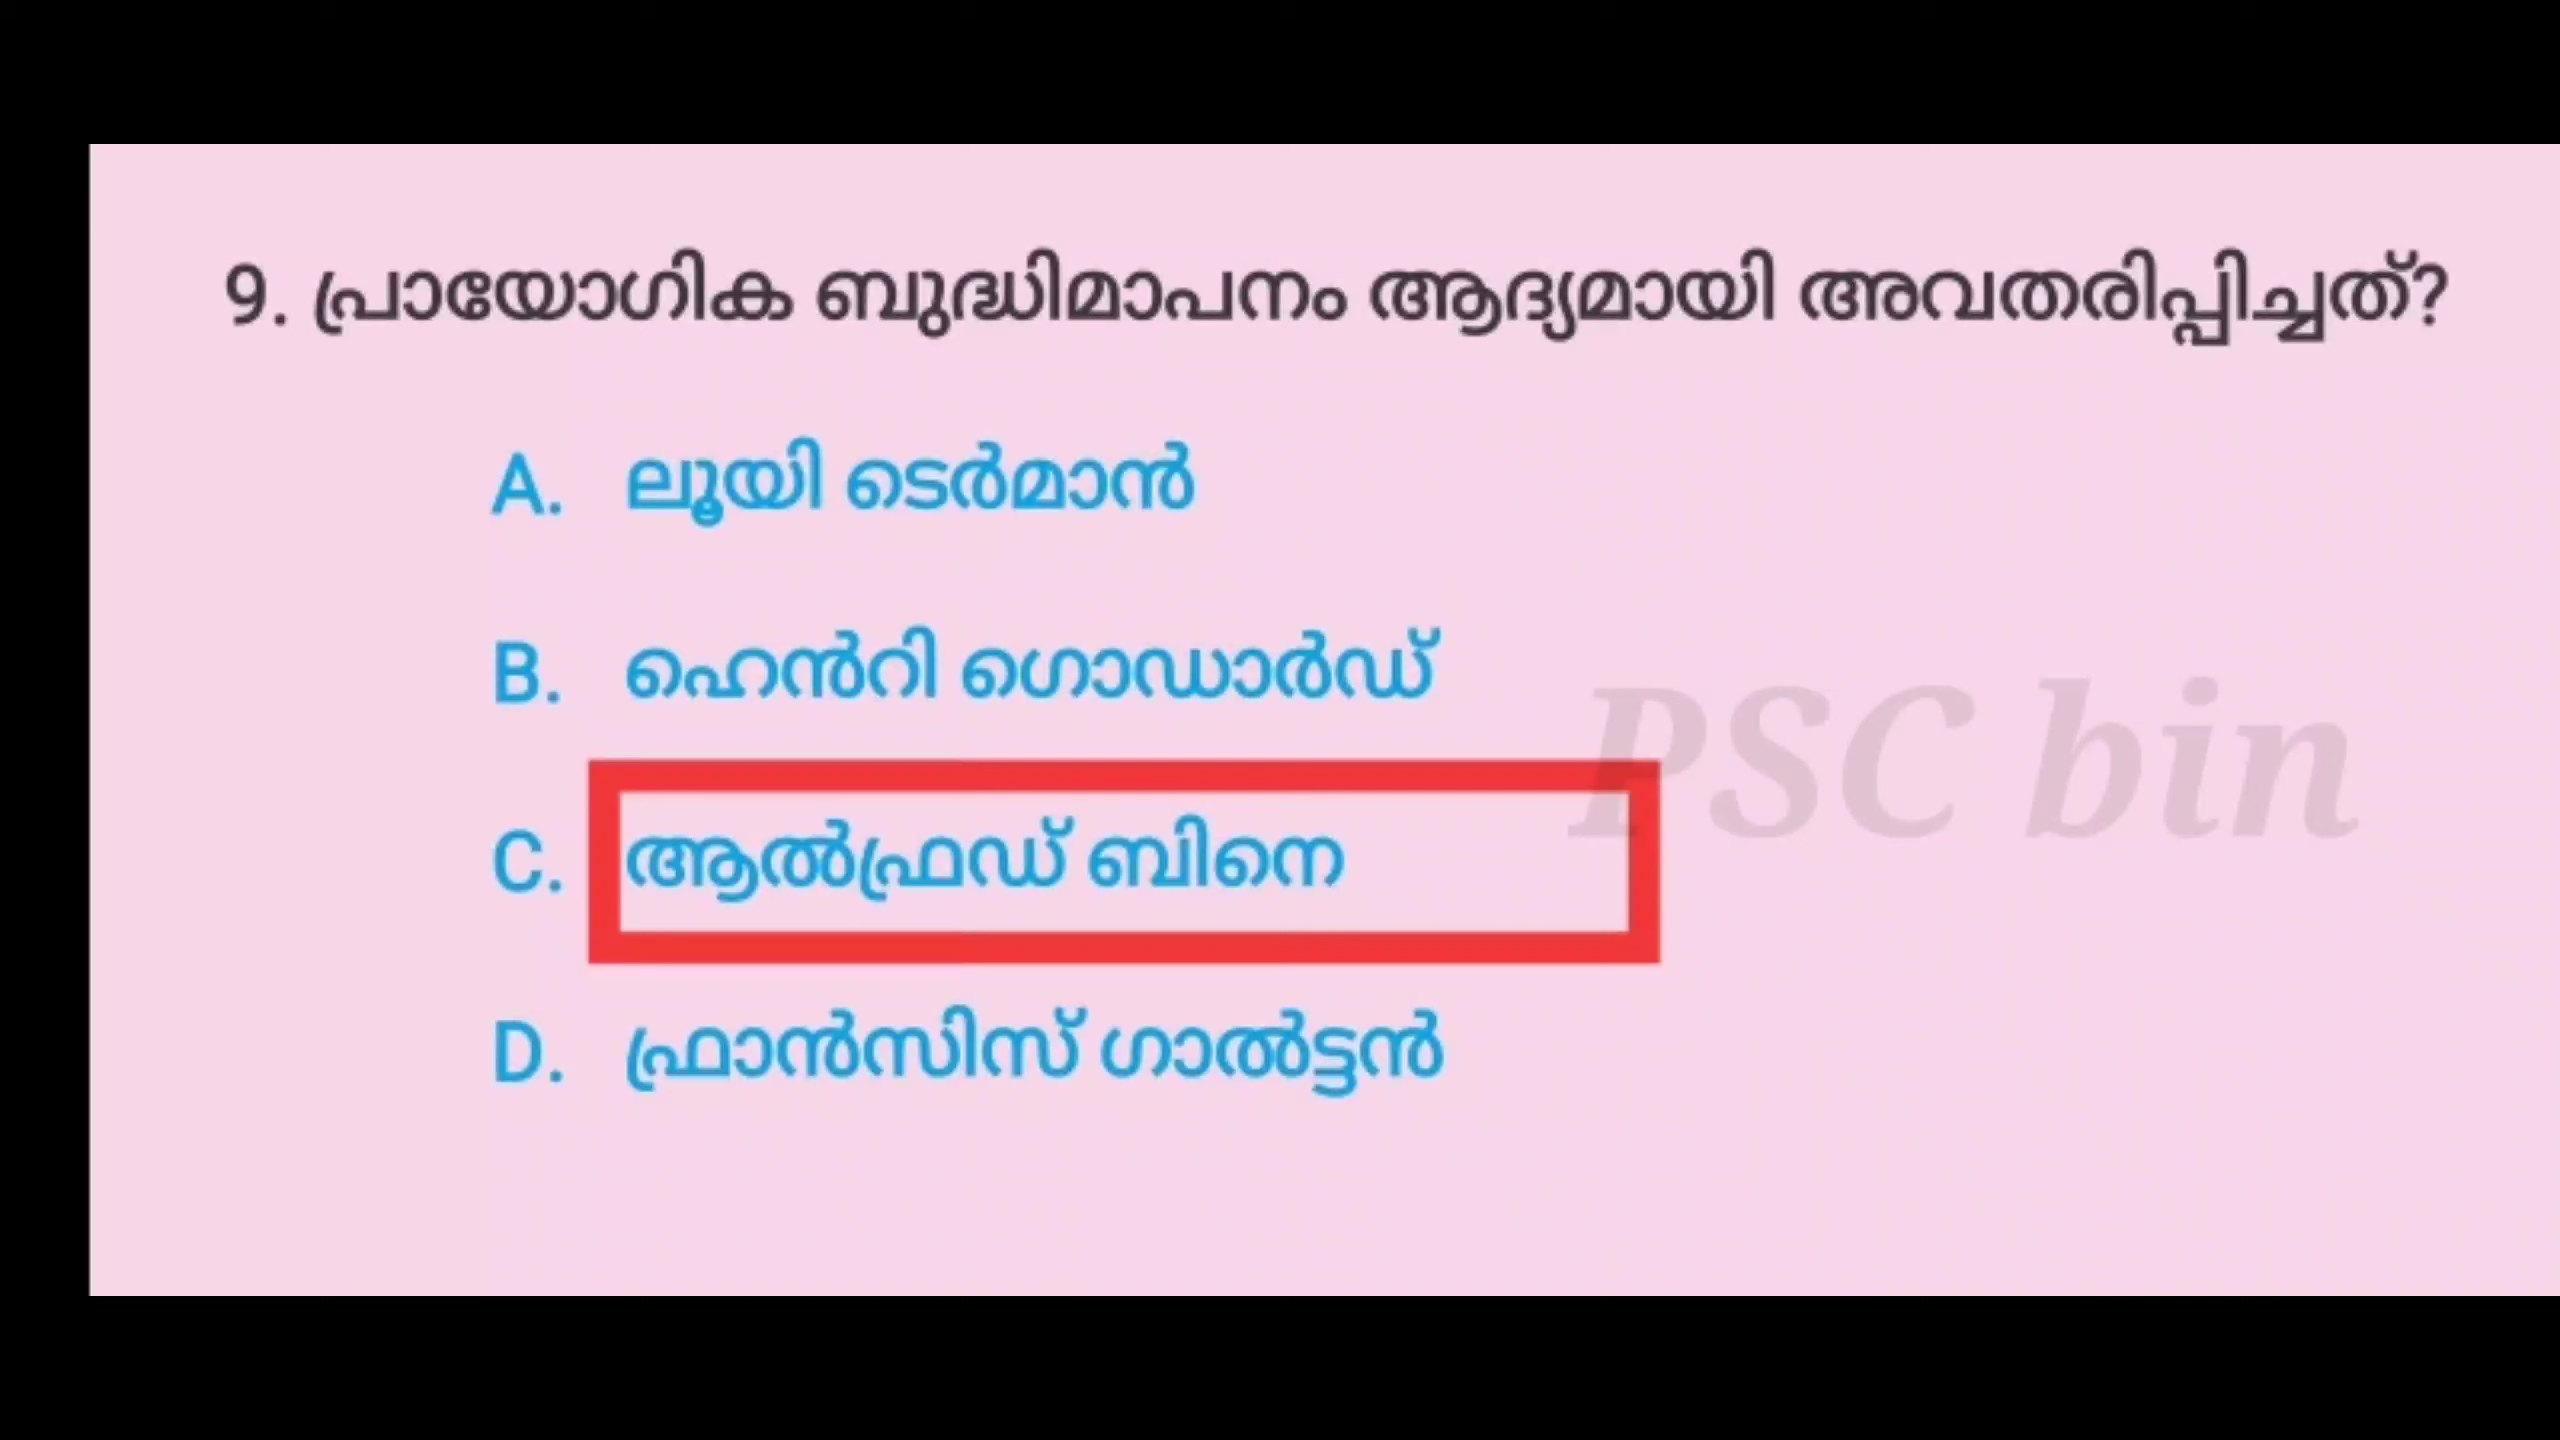 9. പ്രായോഗിക ബുദ്ധിമാപനം ആദ്യമായി അവതരിപ്പിച്ചത്?
A. ലൂയി ടെർമാൻ
B. ഹെൻറി ഗൊഡാർഡ്
PSC bin
C. ആൽഫ്രഡ് ബിനെ
D. ഫ്രാൻസിസ് ഗാൽട്ടൻ